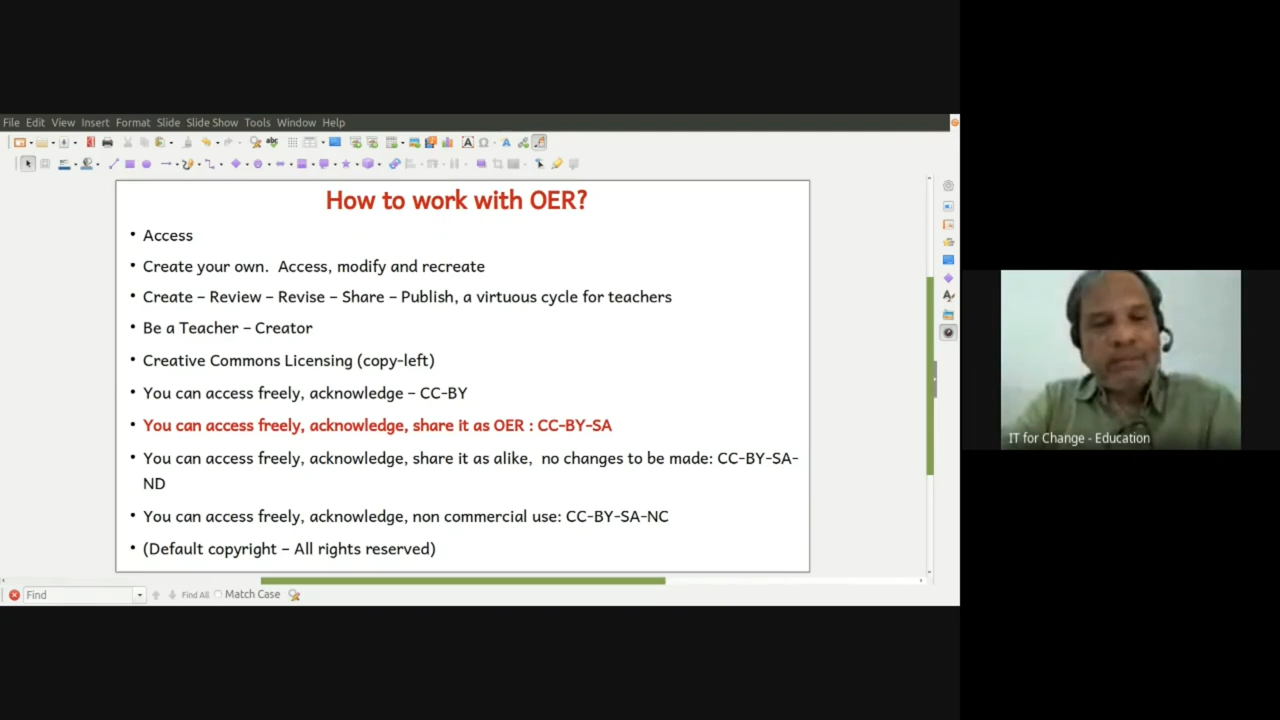 File Edit View Insert Format Slide Slide Show Tools Window Help
How to work with OER?
• Access
• Create your own.  Access, modify and recreate
• Create – Review – Revise – Share – Publish, a virtuous cycle for teachers
• Be a Teacher – Creator
• Creative Commons Licensing (copy-left)
• You can access freely, acknowledge – CC-BY
• You can access freely, acknowledge, share it as OER : CC-BY-SA
• You can access freely, acknowledge, share it as alike,  no changes to be made: CC-BY-SA-
ND
• You can access freely, acknowledge, non commercial use: CC-BY-SA-NC
• (Default copyright – All rights reserved)
IT for Change - Education
Find Find All Match Case